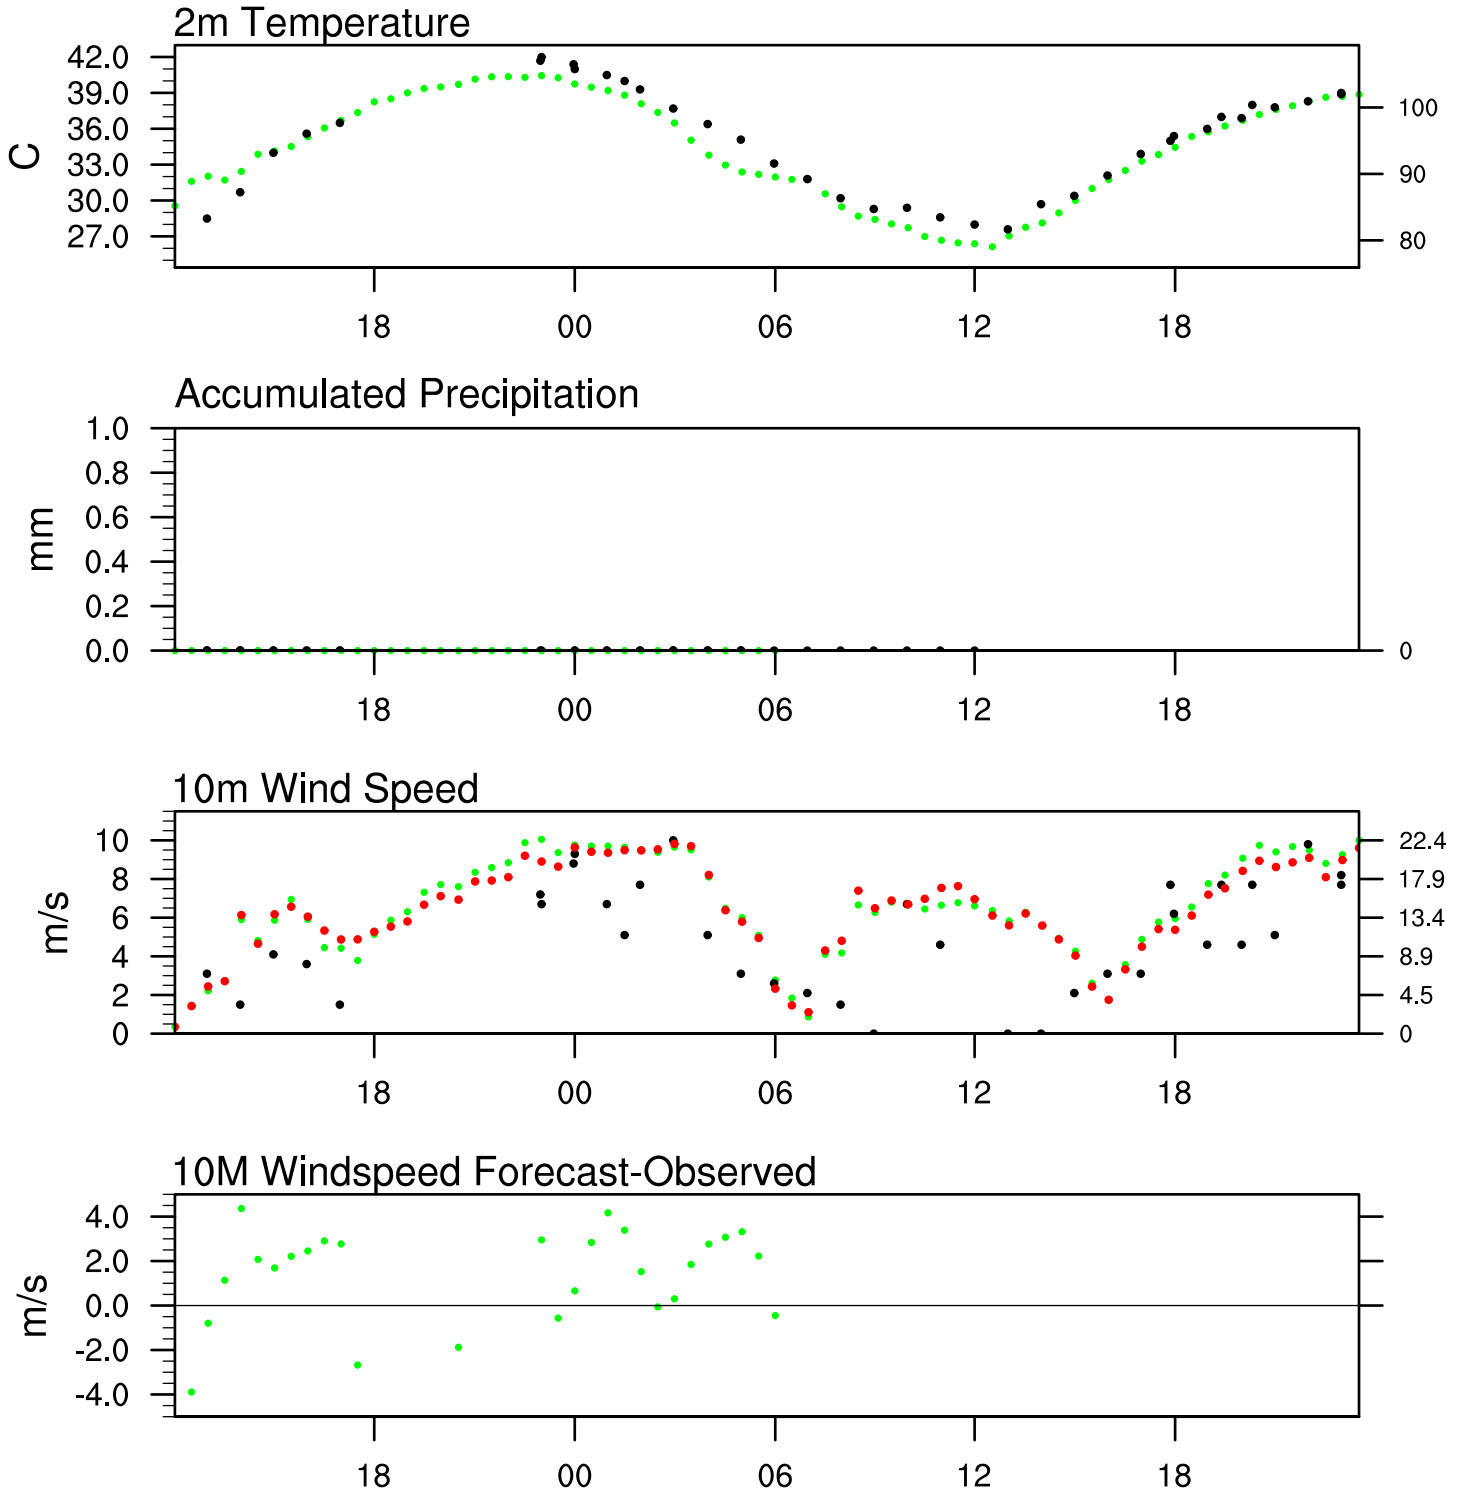 2m Temperature
42.0
39.0
36.0
33.0
30.0
27.0
C
100
90
80
18 00 06 12 18
Accumulated Precipitation
1.0
0.8
0.6
0.4
0.2
0.0
mm
0
18 00 06 12 18
10m Wind Speed
10
8
6
4
2
0
m/s
22.4
17.9
13.4
8.9
4.5
0
18 00 06 12 18
10M Windspeed Forecast-Observed
4.0
2.0
0.0
-2.0
-4.0
m/s
18 00 06 12 18